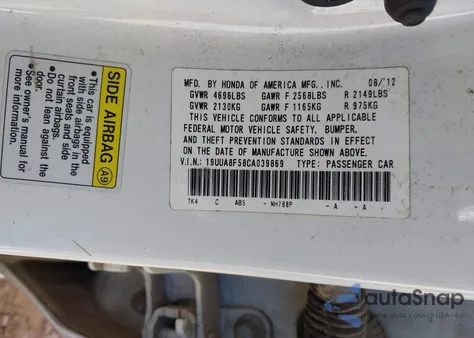 SIDE AIRBAG A9
• This car is equipped
with side airbags in the
front seats and side
curtain airbags.
• Do not lean against the
door.
• See owner's manual for
more info.
MFD. BY HONDA OF AMERICA MFG., INC. 08/12
GVWR 4696LBS GAWR F 2568LBS R 2149LBS
GVWR 2130KG GAWR F 1165KG R 975KG
THIS VEHICLE CONFORMS TO ALL APPLICABLE
FEDERAL MOTOR VEHICLE SAFETY, BUMPER,
AND THEFT PREVENTION STANDARDS IN EFFECT
ON THE DATE OF MANUFACTURE SHOWN ABOVE.
V.I.N.: 19UUA8F58CA039869 TYPE: PASSENGER CAR
TK4 C AB5 - NH788P - A - A
autoSnap